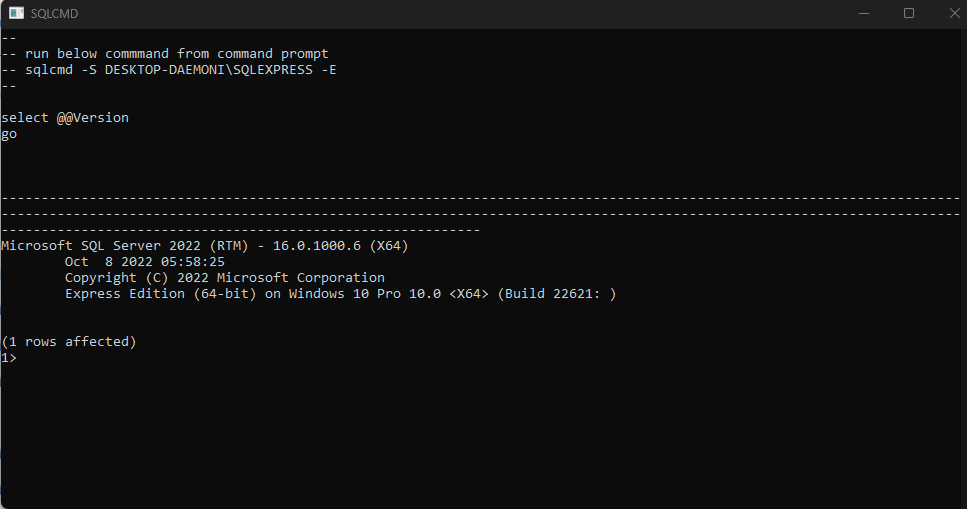 SQLCMD
--
-- run below commmand from command prompt
-- sqlcmd -S DESKTOP-DAEMONI\SQLEXPRESS -E
--
select @@Version
go
------------------------------------------------------------------------------------------------------------------------
------------------------------------------------------------------------------------------------------------------------
------------------------------------------------------------
Microsoft SQL Server 2022 (RTM) - 16.0.1000.6 (X64)
Oct  8 2022 05:58:25
Copyright (C) 2022 Microsoft Corporation
Express Edition (64-bit) on Windows 10 Pro 10.0 <X64> (Build 22621: )
(1 rows affected)
1>